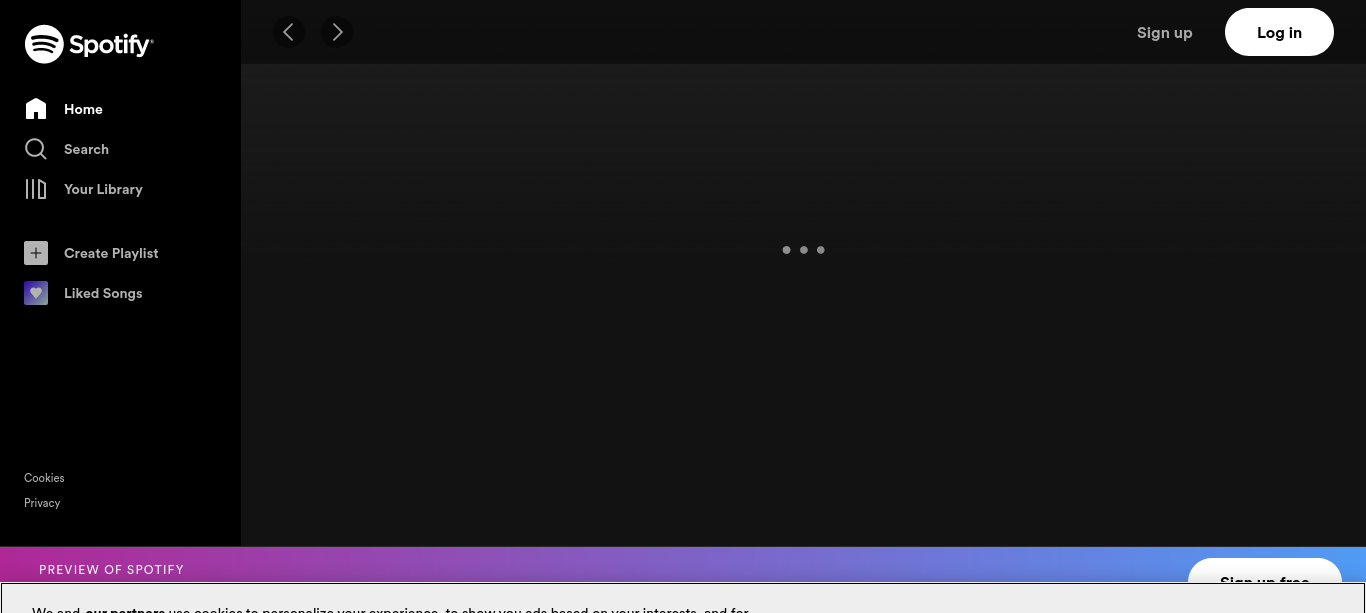 Spotify
Sign up
Log in
Home
Search
Your Library
Create Playlist
Liked Songs
Cookies
Privacy
PREVIEW OF SPOTIFY
Sign up free
We and our partners use cookies to personalize your experience, to show you ads based on your interests, and for